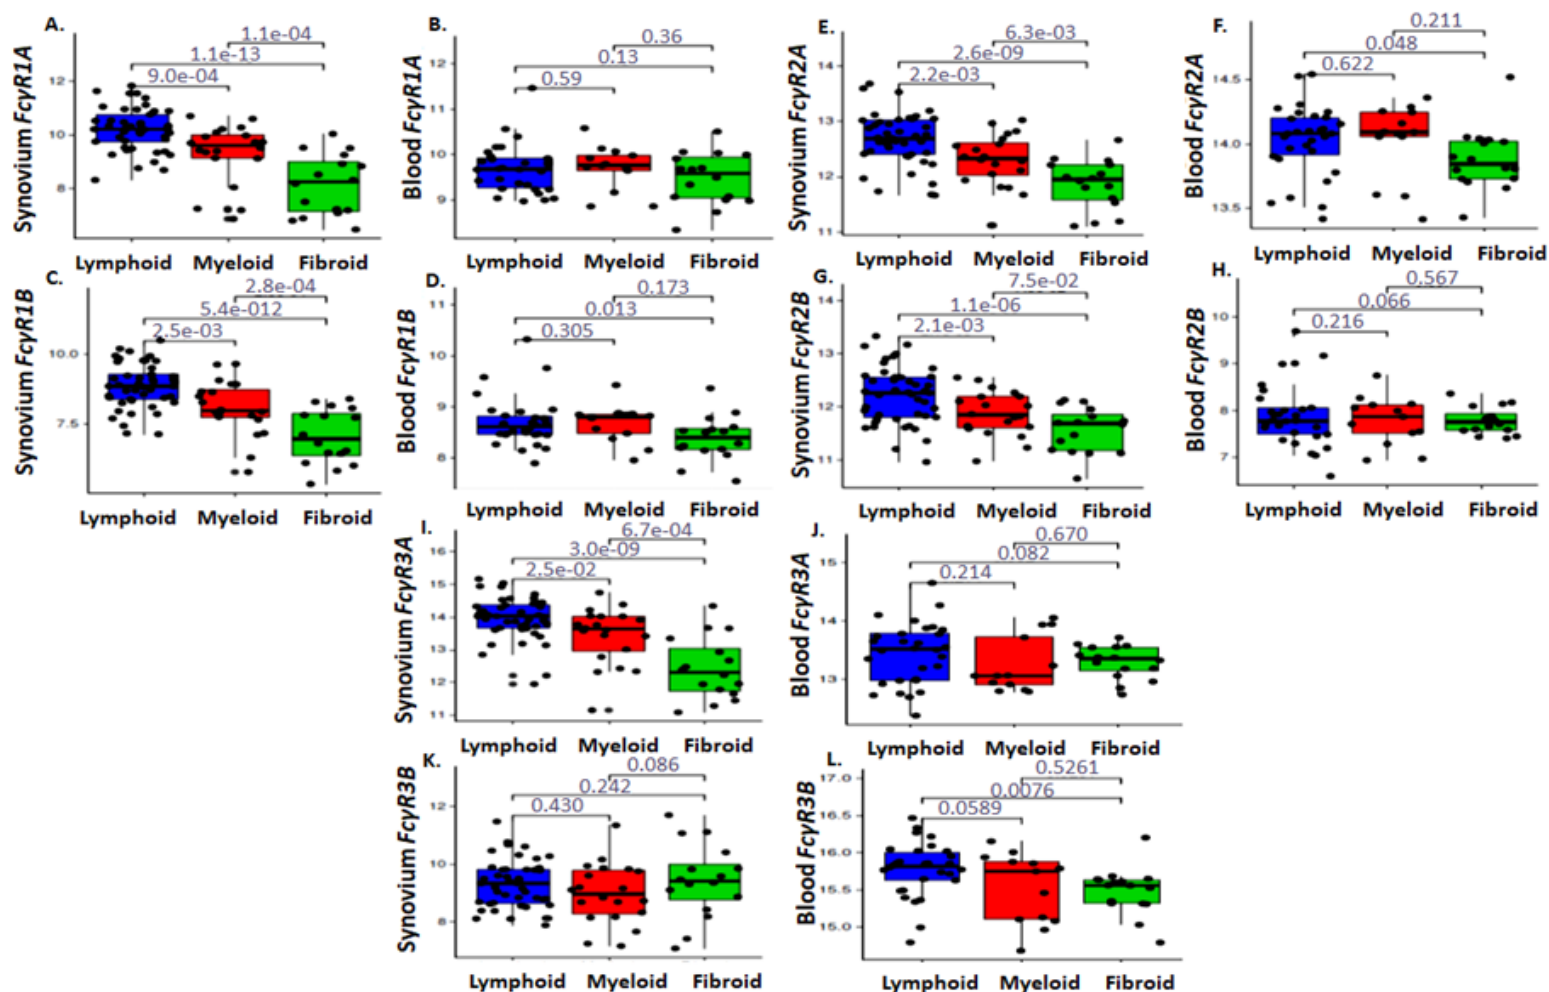 A.
Synovium FcγR1A
1.1e-04
1.1e-13
9.0e-04
12
10
8
Lymphoid Myeloid Fibroid
B.
Blood FcγR1A
0.36
0.13
0.59
12
11
10
9
Lymphoid Myeloid Fibroid
E.
Synovium FcγR2A
6.3e-03
2.6e-09
2.2e-03
14
13
12
11
Lymphoid Myeloid Fibroid
F.
Blood FcγR2A
0.211
0.048
0.622
14.5
14.0
13.5
Lymphoid Myeloid Fibroid
C.
Synovium FcγR1B
2.8e-04
5.4e-012
2.5e-03
10.0
7.5
Lymphoid Myeloid Fibroid
D.
Blood FcγR1B
0.173
0.013
0.305
11
10
9
8
Lymphoid Myeloid Fibroid
G.
Synovium FcγR2B
7.5e-02
1.1e-06
2.1e-03
14
13
12
11
Lymphoid Myeloid Fibroid
H.
Blood FcγR2B
0.567
0.066
0.216
10
9
8
7
Lymphoid Myeloid Fibroid
I.
Synovium FcγR3A
6.7e-04
3.0e-09
2.5e-02
16
15
14
13
12
11
Lymphoid Myeloid Fibroid
J.
Blood FcγR3A
0.670
0.082
0.214
15
14
13
Lymphoid Myeloid Fibroid
K.
Synovium FcγR3B
0.086
0.242
0.430
12
10
8
Lymphoid Myeloid Fibroid
L.
Blood FcγR3B
0.5261
0.0076
0.0589
17.0
16.5
16.0
15.5
15.0
Lymphoid Myeloid Fibroid